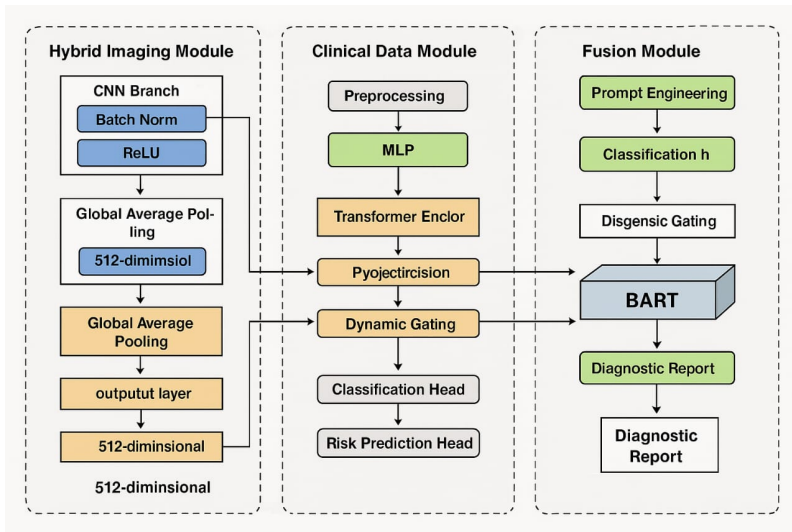 Hybrid Imaging Module
CNN Branch
Batch Norm
ReLU
Global Average Pol-
lling
512-dimimsiol
Global Average
Pooling
outputut layer
512-diminsional
512-diminsional
Clinical Data Module
Preprocessing
MLP
Transformer Enclor
Pyojectircision
Dynamic Gating
Classification Head
Risk Prediction Head
Fusion Module
Prompt Engineering
Classification h
Disgensic Gating
BART
Diagnostic Report
Diagnostic
Report